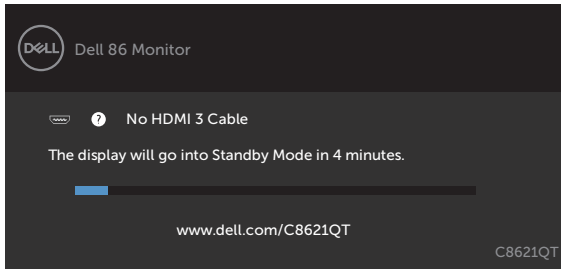 DELL Dell 86 Monitor
? No HDMI 3 Cable
The display will go into Standby Mode in 4 minutes.
www.dell.com/C8621QT
C8621QT